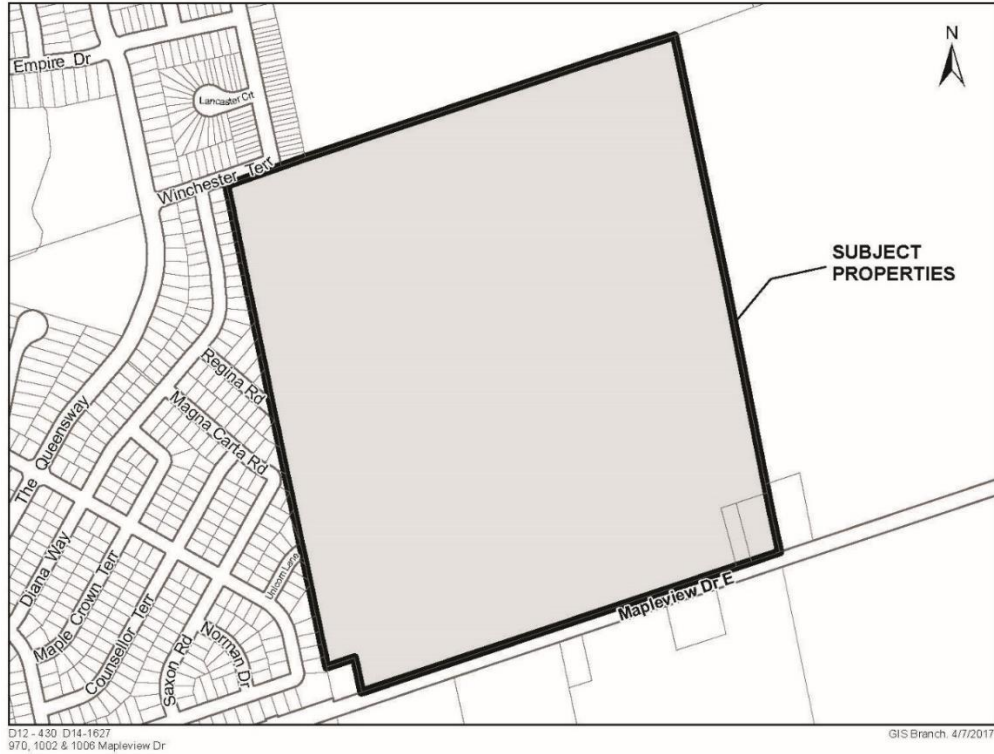 N
Empire Dr
Lancaster Crt
Winchester Terr
SUBJECT
PROPERTIES
Regina Rd
Magna Carta Rd
The Queensway
Diana Way
Maple Crown Terr
Counsellor Terr
Unicorn Lane
Saxon Rd
Norman Dr
Mapleview Dr E
D12 - 430 D14-1627
970, 1002 & 1006 Mapleview Dr
GIS Branch. 4/7/2017